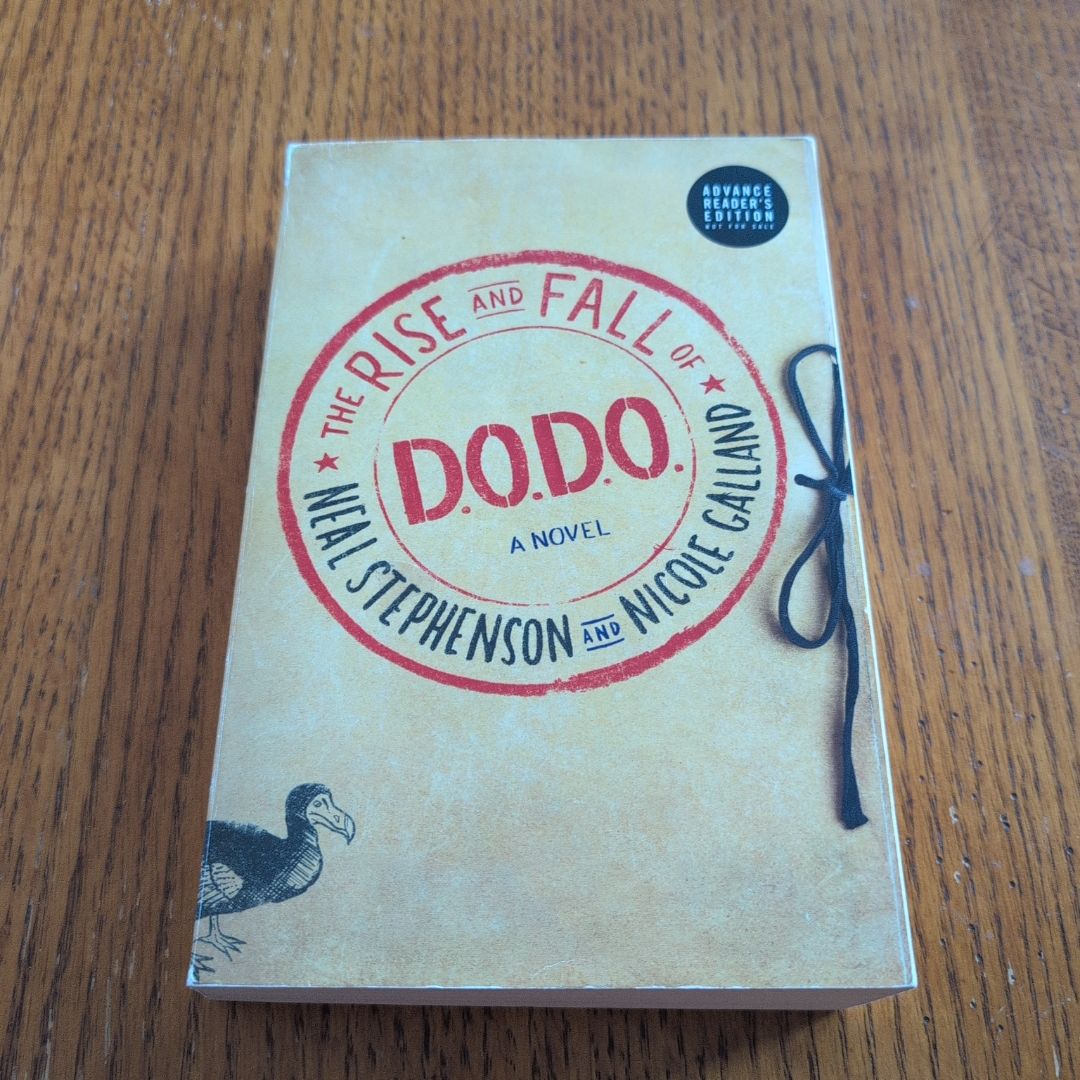 ADVANCE
READER'S
EDITION
NOT FOR SALE
THE RISE AND FALL OF
D.O.D.O.
A NOVEL
NEAL STEPHENSON AND NICOLE GALLAND